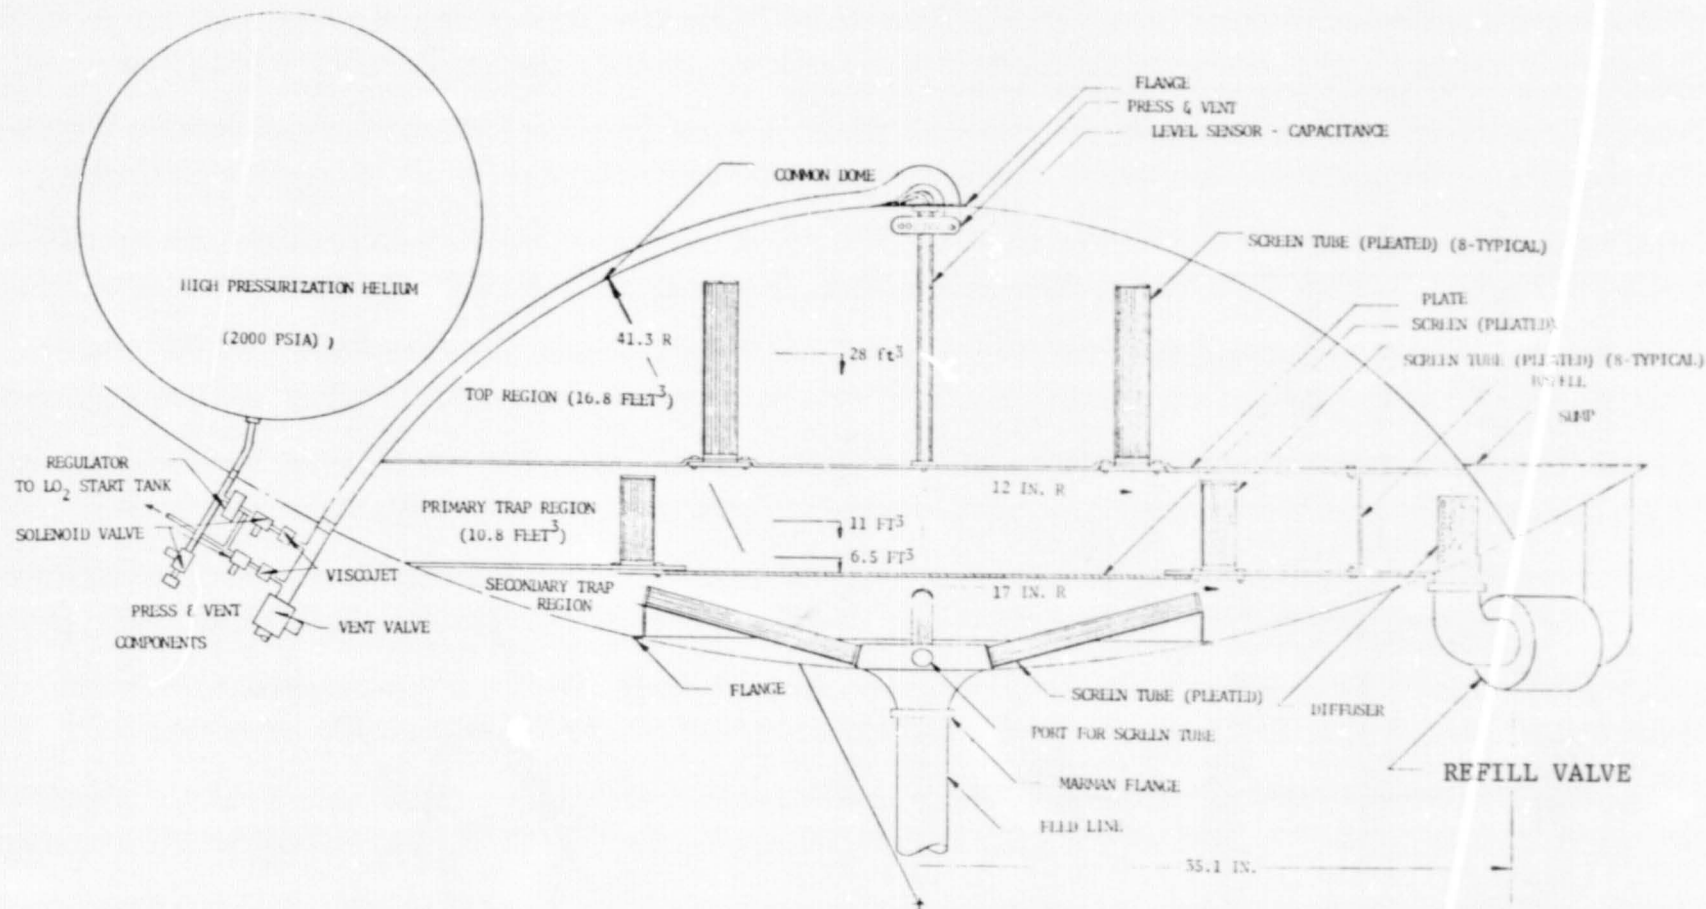 FLANGE
PRESS & VENT
LEVEL SENSOR - CAPACITANCE
COMMON DOME
SCREEN TUBE (PLEATED) (8-TYPICAL)
HIGH PRESSURIZATION HELIUM
(2000 PSIA) )
PLATE
SCREEN (PLEATED)
SCREEN TUBE (PLEATED) (8-TYPICAL)
SUMP
41.3 R
28 ft³
TOP REGION (16.8 FEET³)
REGULATOR
TO LO₂ START TANK
SOLENOID VALVE
12 IN. R
PRIMARY TRAP REGION
(10.8 FEET³)
11 FT³
6.5 FT³
VISCOJET
SECONDARY TRAP
REGION
17 IN. R
PRESS & VENT
COMPONENTS
VENT VALVE
FLANGE
SCREEN TUBE (PLEATED)
DIFFUSER
PORT FOR SCREEN TUBE
REFILL VALVE
MARMAN FLANGE
FEED LINE
35.1 IN.